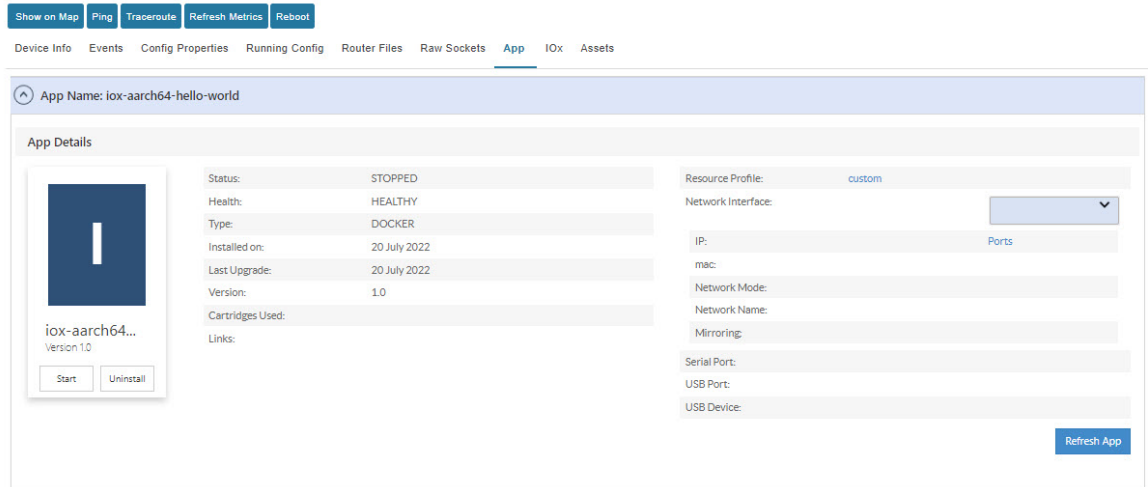 Show on Map Ping Traceroute Refresh Metrics Reboot
Device Info Events Config Properties Running Config Router Files Raw Sockets App IOx Assets
App Name: iox-aarch64-hello-world
App Details
I
iox-aarch64...
Version 1.0
Start Uninstall
Status: STOPPED
Health: HEALTHY
Type: DOCKER
Installed on: 20 July 2022
Last Upgrade: 20 July 2022
Version: 1.0
Cartridges Used:
Links:
Resource Profile: custom
Network Interface:
IP: Ports
mac:
Network Mode:
Network Name:
Mirroring:
Serial Port:
USB Port:
USB Device:
Refresh App